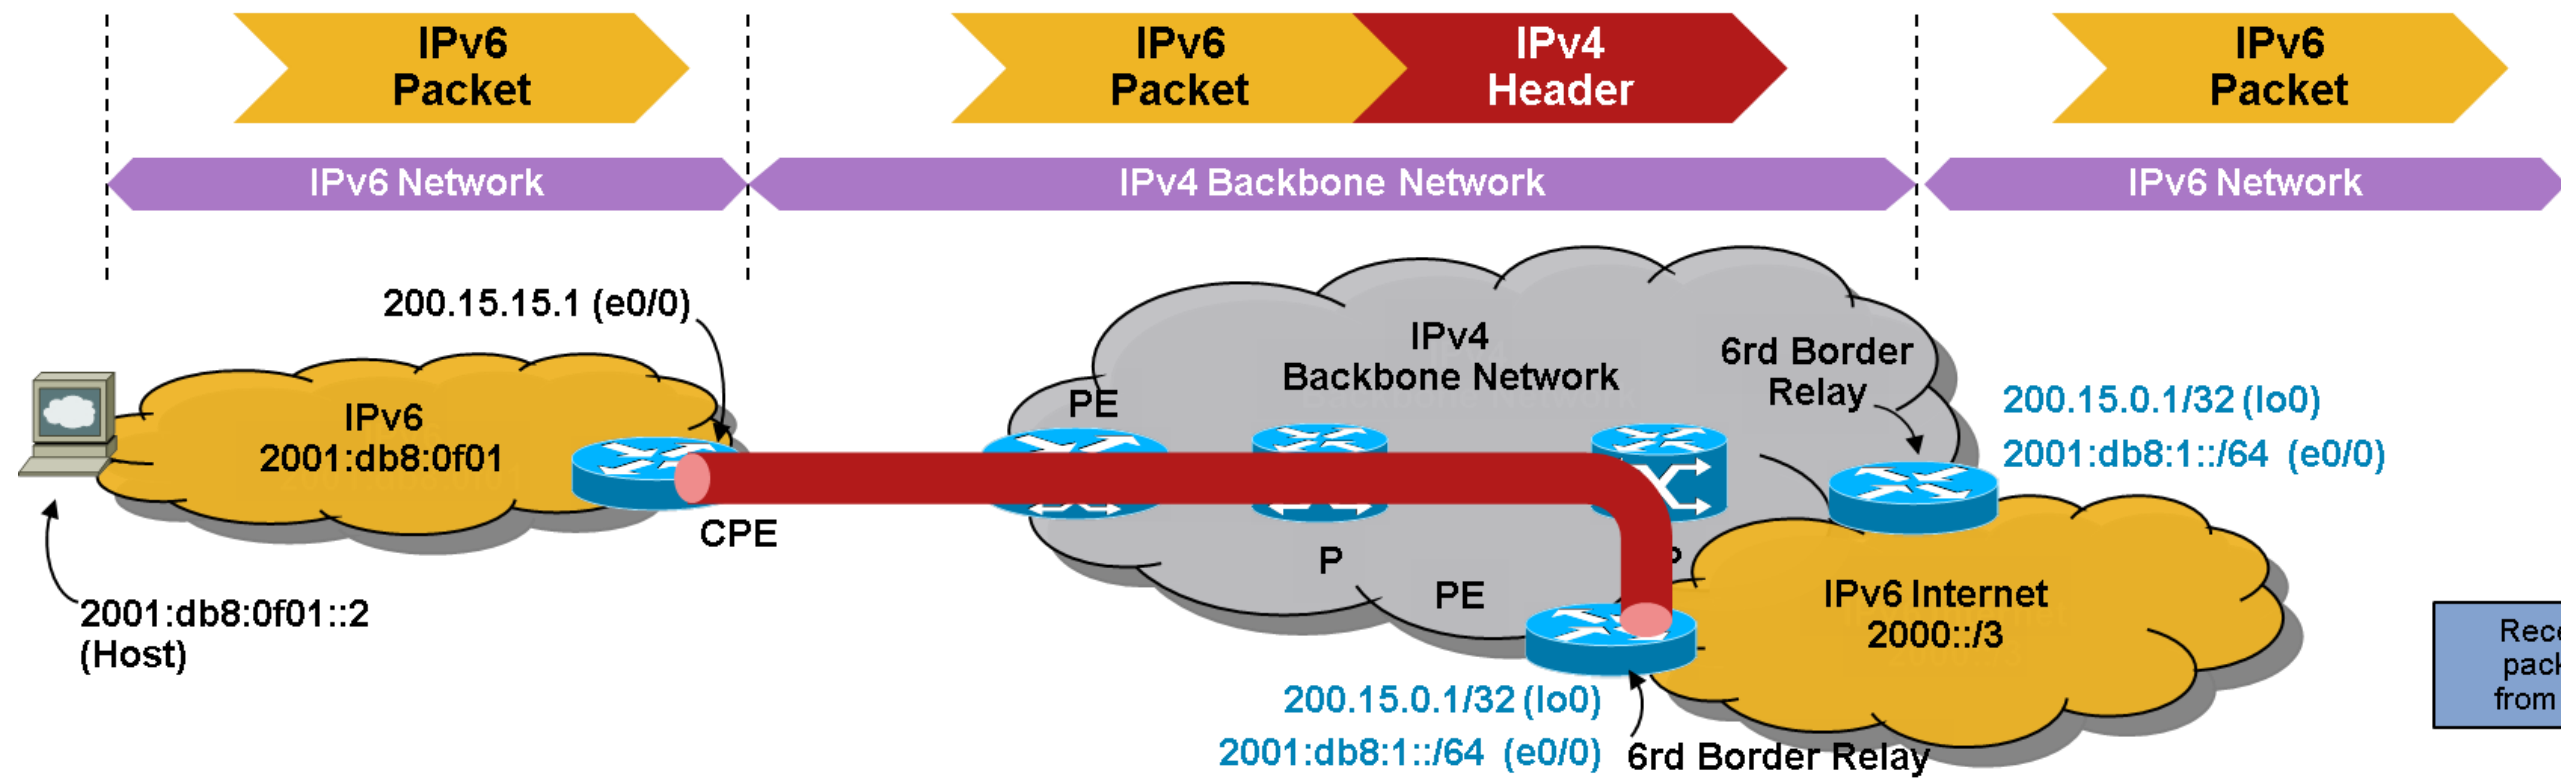 IPv6
Packet
IPv6
Packet
IPv4
Header
IPv6
Packet
IPv6 Network
IPv4 Backbone Network
IPv6 Network
200.15.15.1 (e0/0)
IPv4
Backbone Network
6rd Border
Relay
PE
200.15.0.1/32 (lo0)
2001:db8:1::/64 (e0/0)
IPv6
2001:db8:0f01
CPE
P
P
PE
2001:db8:0f01::2
(Host)
IPv6 Internet
2000::/3
200.15.0.1/32 (lo0)
2001:db8:1::/64 (e0/0)
6rd Border Relay
from